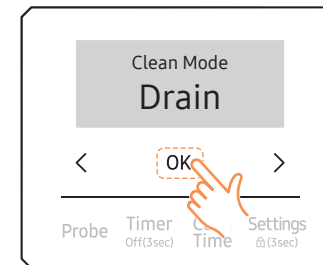 Clean Mode
Drain
< OK >
Probe Timer Time Settings
Off(3sec) (3sec)